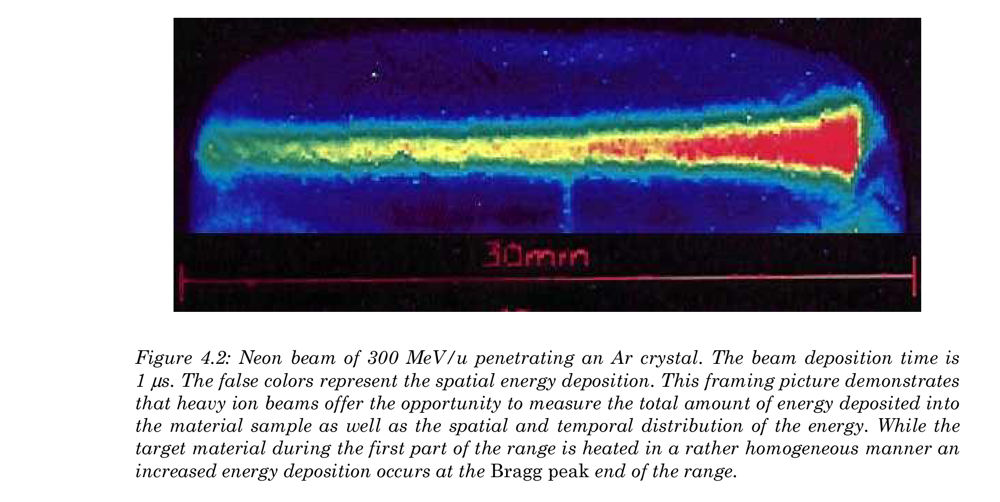 30mm
Figure 4.2: Neon beam of 300 MeV/u penetrating an Ar crystal. The beam deposition time is
1 μs. The false colors represent the spatial energy deposition. This framing picture demonstrates
that heavy ion beams offer the opportunity to measure the total amount of energy deposited into
the material sample as well as the spatial and temporal distribution of the energy. While the
target material during the first part of the range is heated in a rather homogeneous manner an
increased energy deposition occurs at the Bragg peak end of the range.